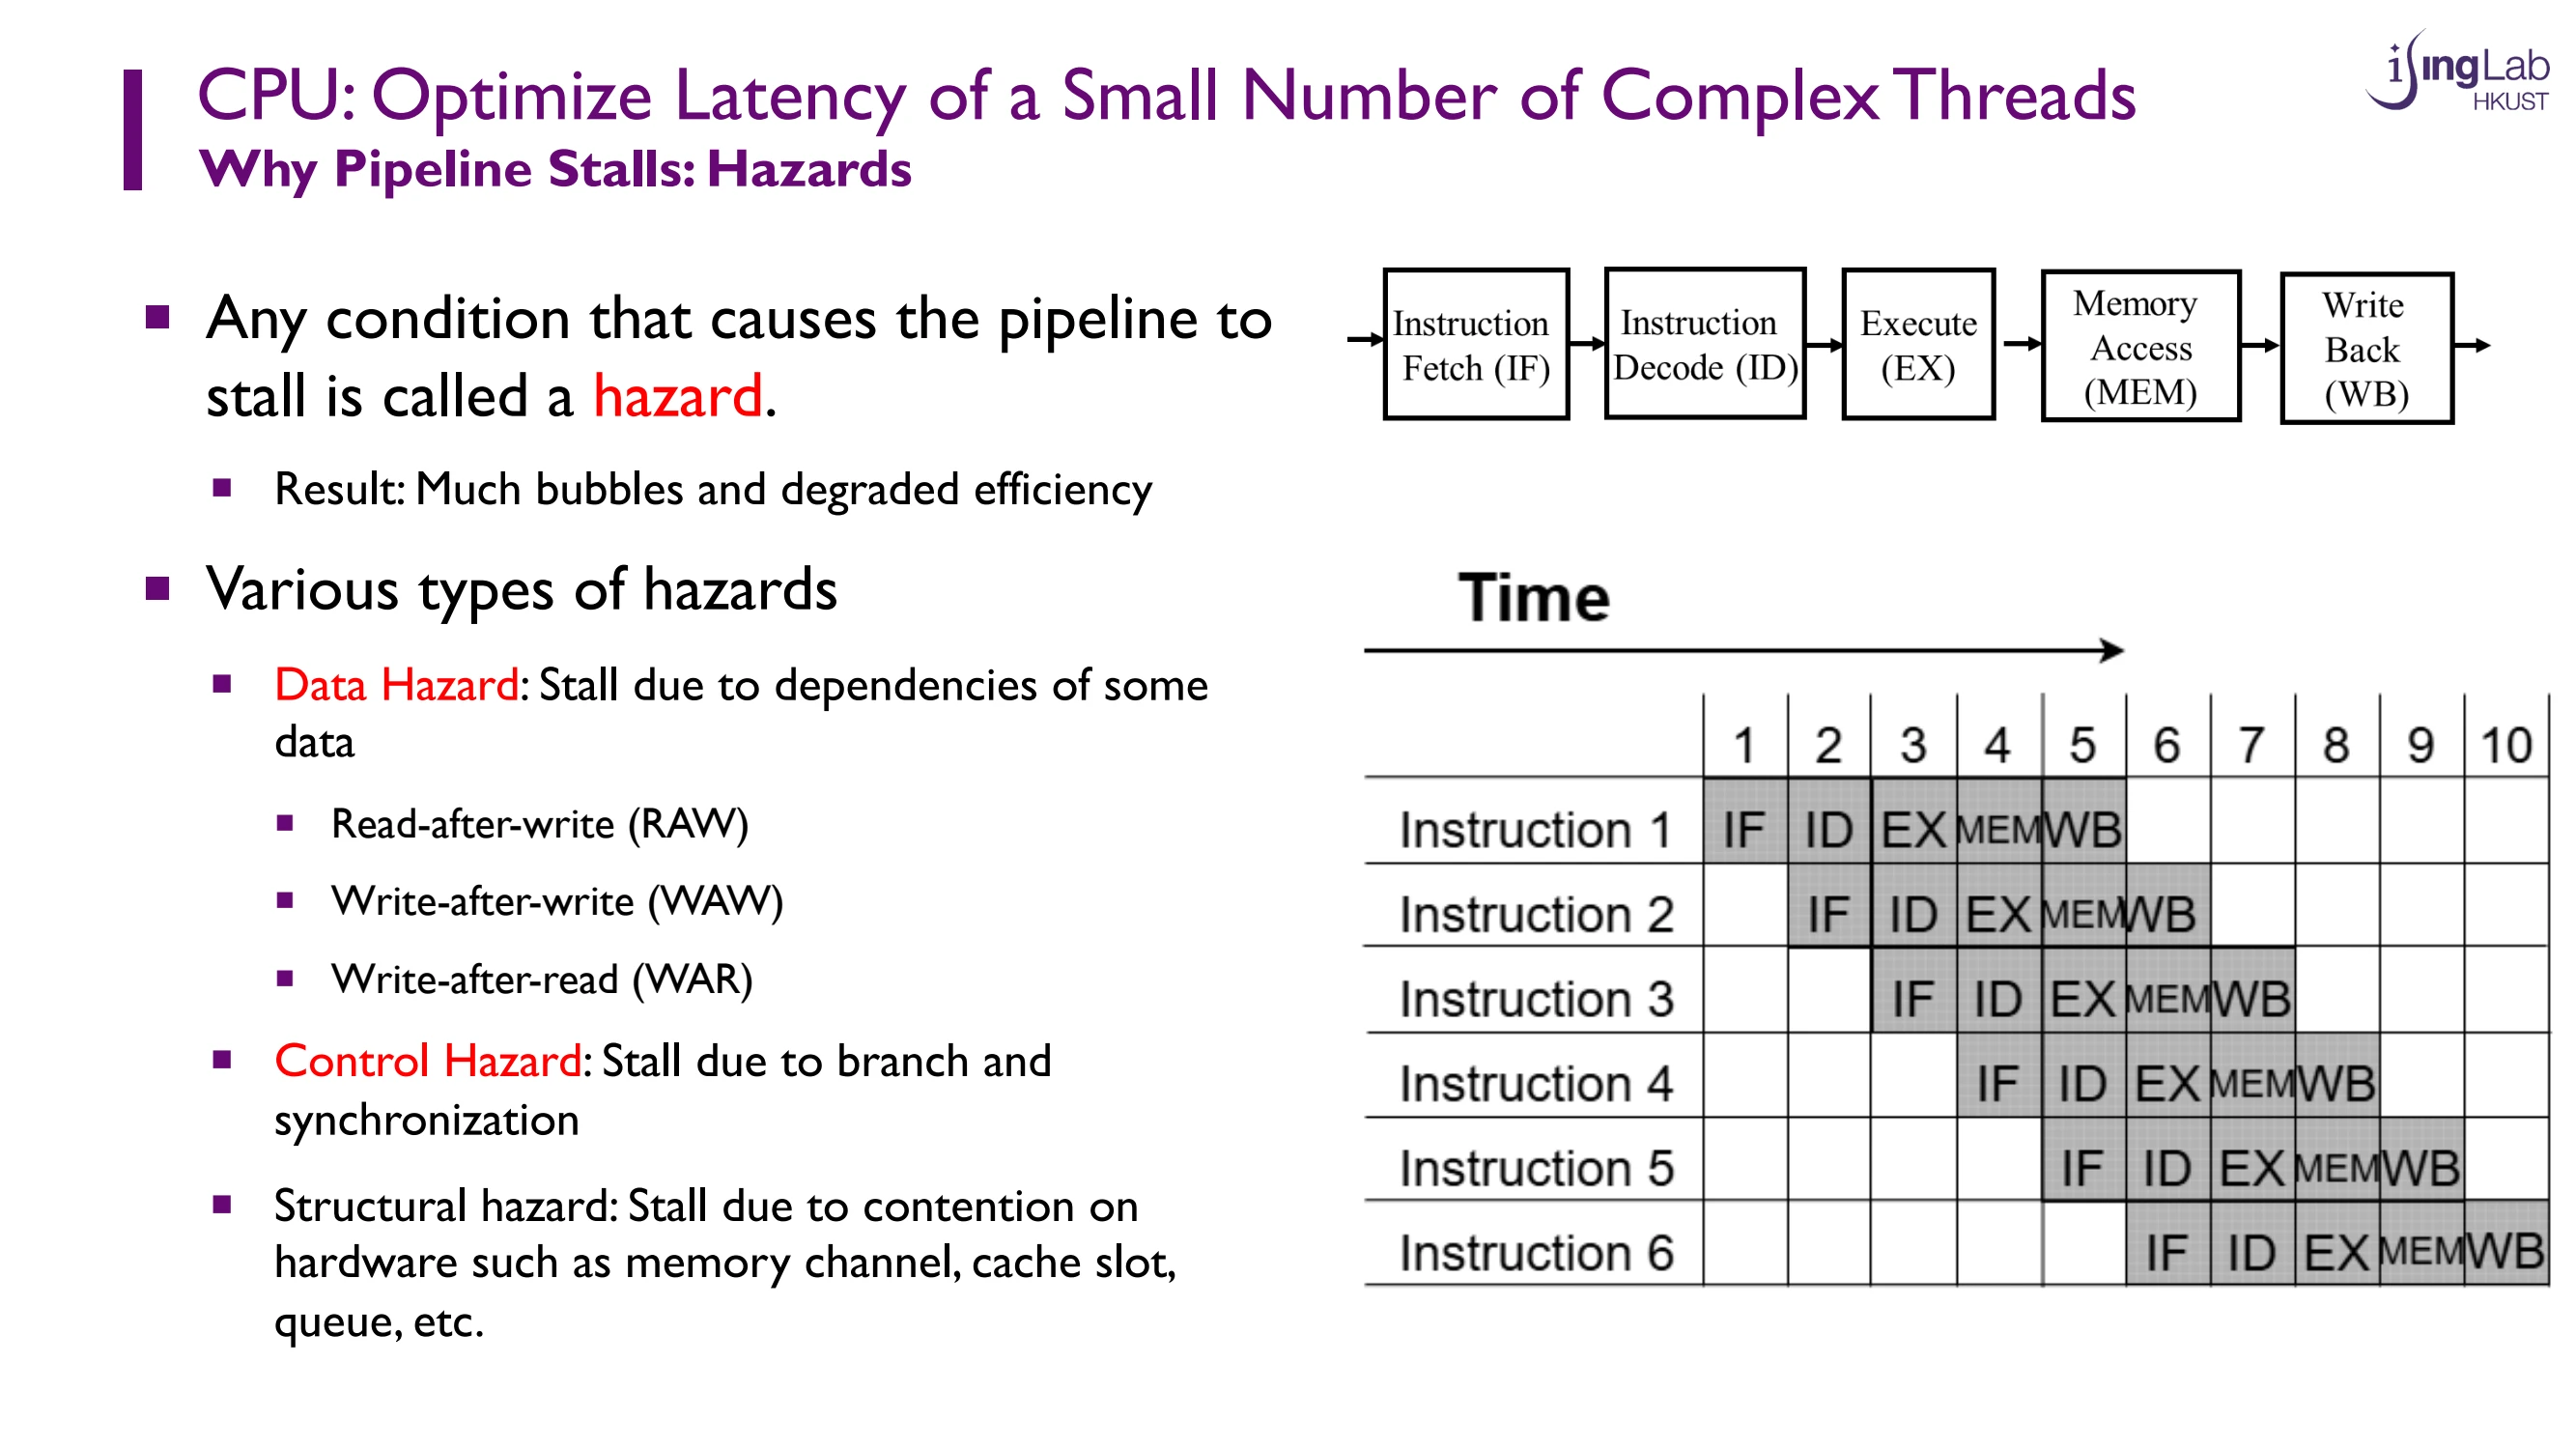 CPU: Optimize Latency of a Small Number of Complex Threads
Why Pipeline Stalls: Hazards
iSingLab
HKUST
Any condition that causes the pipeline to
stall is called a hazard.
Result: Much bubbles and degraded efficiency
Various types of hazards
Data Hazard: Stall due to dependencies of some
data
Read-after-write (RAW)
Write-after-write (WAW)
Write-after-read (WAR)
Control Hazard: Stall due to branch and
synchronization
Structural hazard: Stall due to contention on
hardware such as memory channel, cache slot,
queue, etc.
Instruction
Fetch (IF)
Instruction
Decode (ID)
Execute
(EX)
Memory
Access
(MEM)
Write
Back
(WB)
Time
1 2 3 4 5 6 7 8 9 10
Instruction 1 IF ID EX MEM WB
Instruction 2 IF ID EX MEM WB
Instruction 3 IF ID EX MEM WB
Instruction 4 IF ID EX MEM WB
Instruction 5 IF ID EX MEM WB
Instruction 6 IF ID EX MEM WB